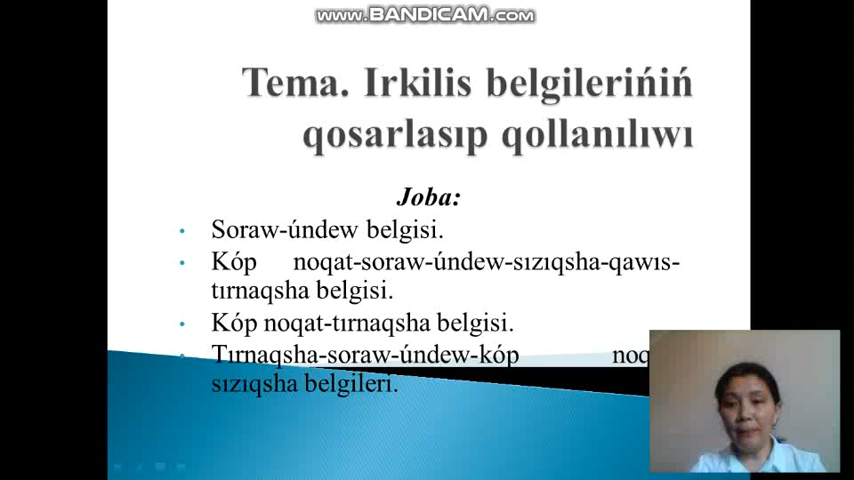 www.BANDICAM.com
Tema. Irkilis belgilerińiń
qosarlasıp qollanılıwı
Joba:
• Soraw-úndew belgisi.
• Kóp noqat-soraw-úndew-sızıqsha-qawıs-
tırnaqsha belgisi.
• Kóp noqat-tırnaqsha belgisi.
• Tırnaqsha-soraw-úndew-kóp
sızıqsha belgileri.